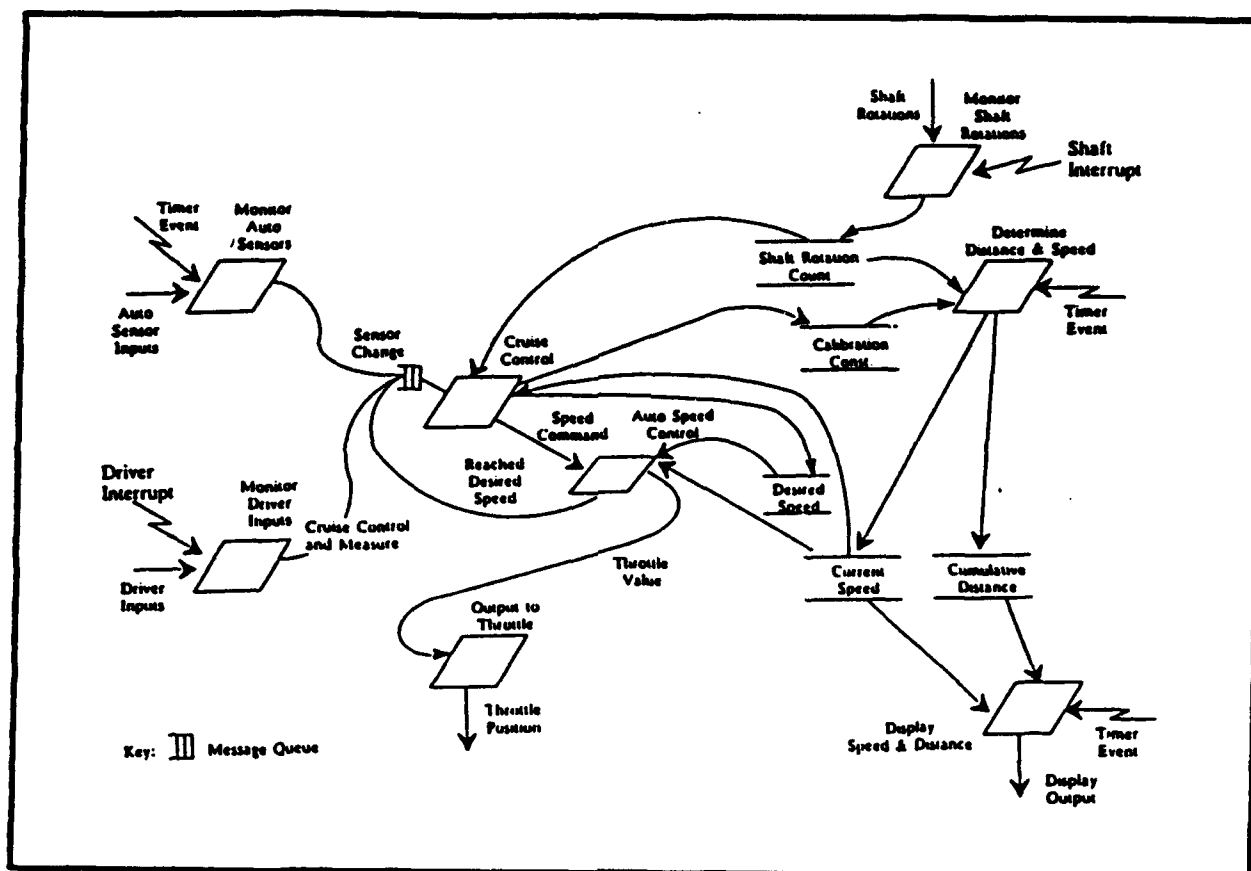 Shaft
Rotations
Monitor
Shaft
Rotations
Shaft
Interrupt
Timer
Event
Monitor
Auto
Sensors
Auto
Sensor
Inputs
Shaft Rotation
Count
Determine
Distance & Speed
Timer
Event
Sensor
Change
Cruise
Control
Calibration
Const.
Speed
Command
Auto Speed
Control
Reached
Desired
Speed
Desired
Speed
Driver
Interrupt
Monitor
Driver
Inputs
Cruise Control
and Measure
Driver
Inputs
Throttle
Value
Current
Speed
Cumulative
Distance
Output to
Throttle
Throttle
Position
Key:
Message Queue
Display
Speed & Distance
Timer
Event
Display
Output